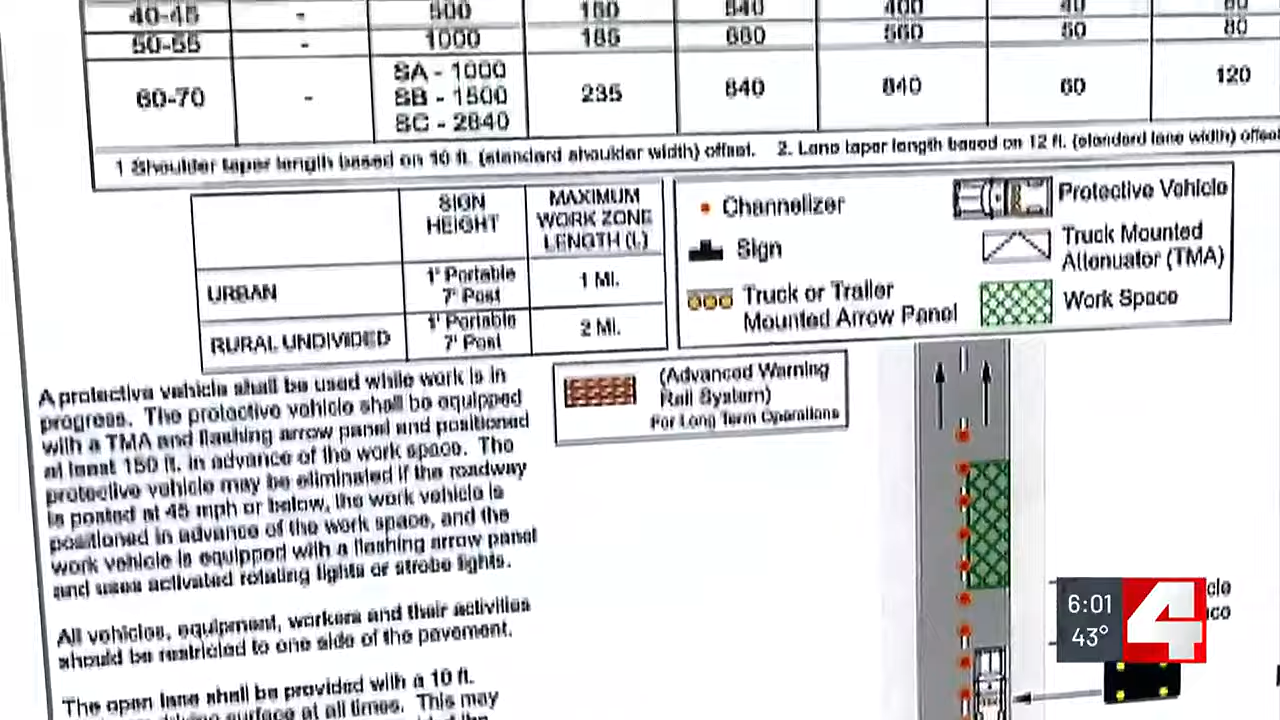 40-45 - 500 180 540 400 40 80
50-55 - 1000 185 660 560 50 80
60-70 - SA - 1000 235 840 840 60 120
SB - 1500
SC - 2640
1 Shoulder taper length based on 10 ft. (standard shoulder width) offset. 2. Lane taper length based on 12 ft. (standard lane width)
SIGN HEIGHT
MAXIMUM WORK ZONE LENGTH (L)
URBAN
1' Portable
7' Post
1 MI.
RURAL UNDIVIDED
1' Portable
7' Post
2 MI.
Channelizer
Sign
Truck or Trailer
Mounted Arrow Panel
Protective Vehicle
Truck Mounted
Attenuator (TMA)
Work Space
(Advanced Warning
Rail System)
For Long Term Operations
A protective vehicle shall be used while work is in
progress. The protective vehicle shall be equipped
with a TMA and flashing arrow panel and positioned
at least 150 ft. in advance of the work space. The
protective vehicle may be eliminated if the roadway
is posted at 45 mph or below, the work vehicle is
positioned in advance of the work space, and the
work vehicle is equipped with a flashing arrow panel
and uses activated rotating lights or strobe lights.
All vehicles, equipment, workers and their activities
should be restricted to one side of the pavement.
The open lane shall be provided with a 10 ft.
surface at all times. This may
6:01
43°
4